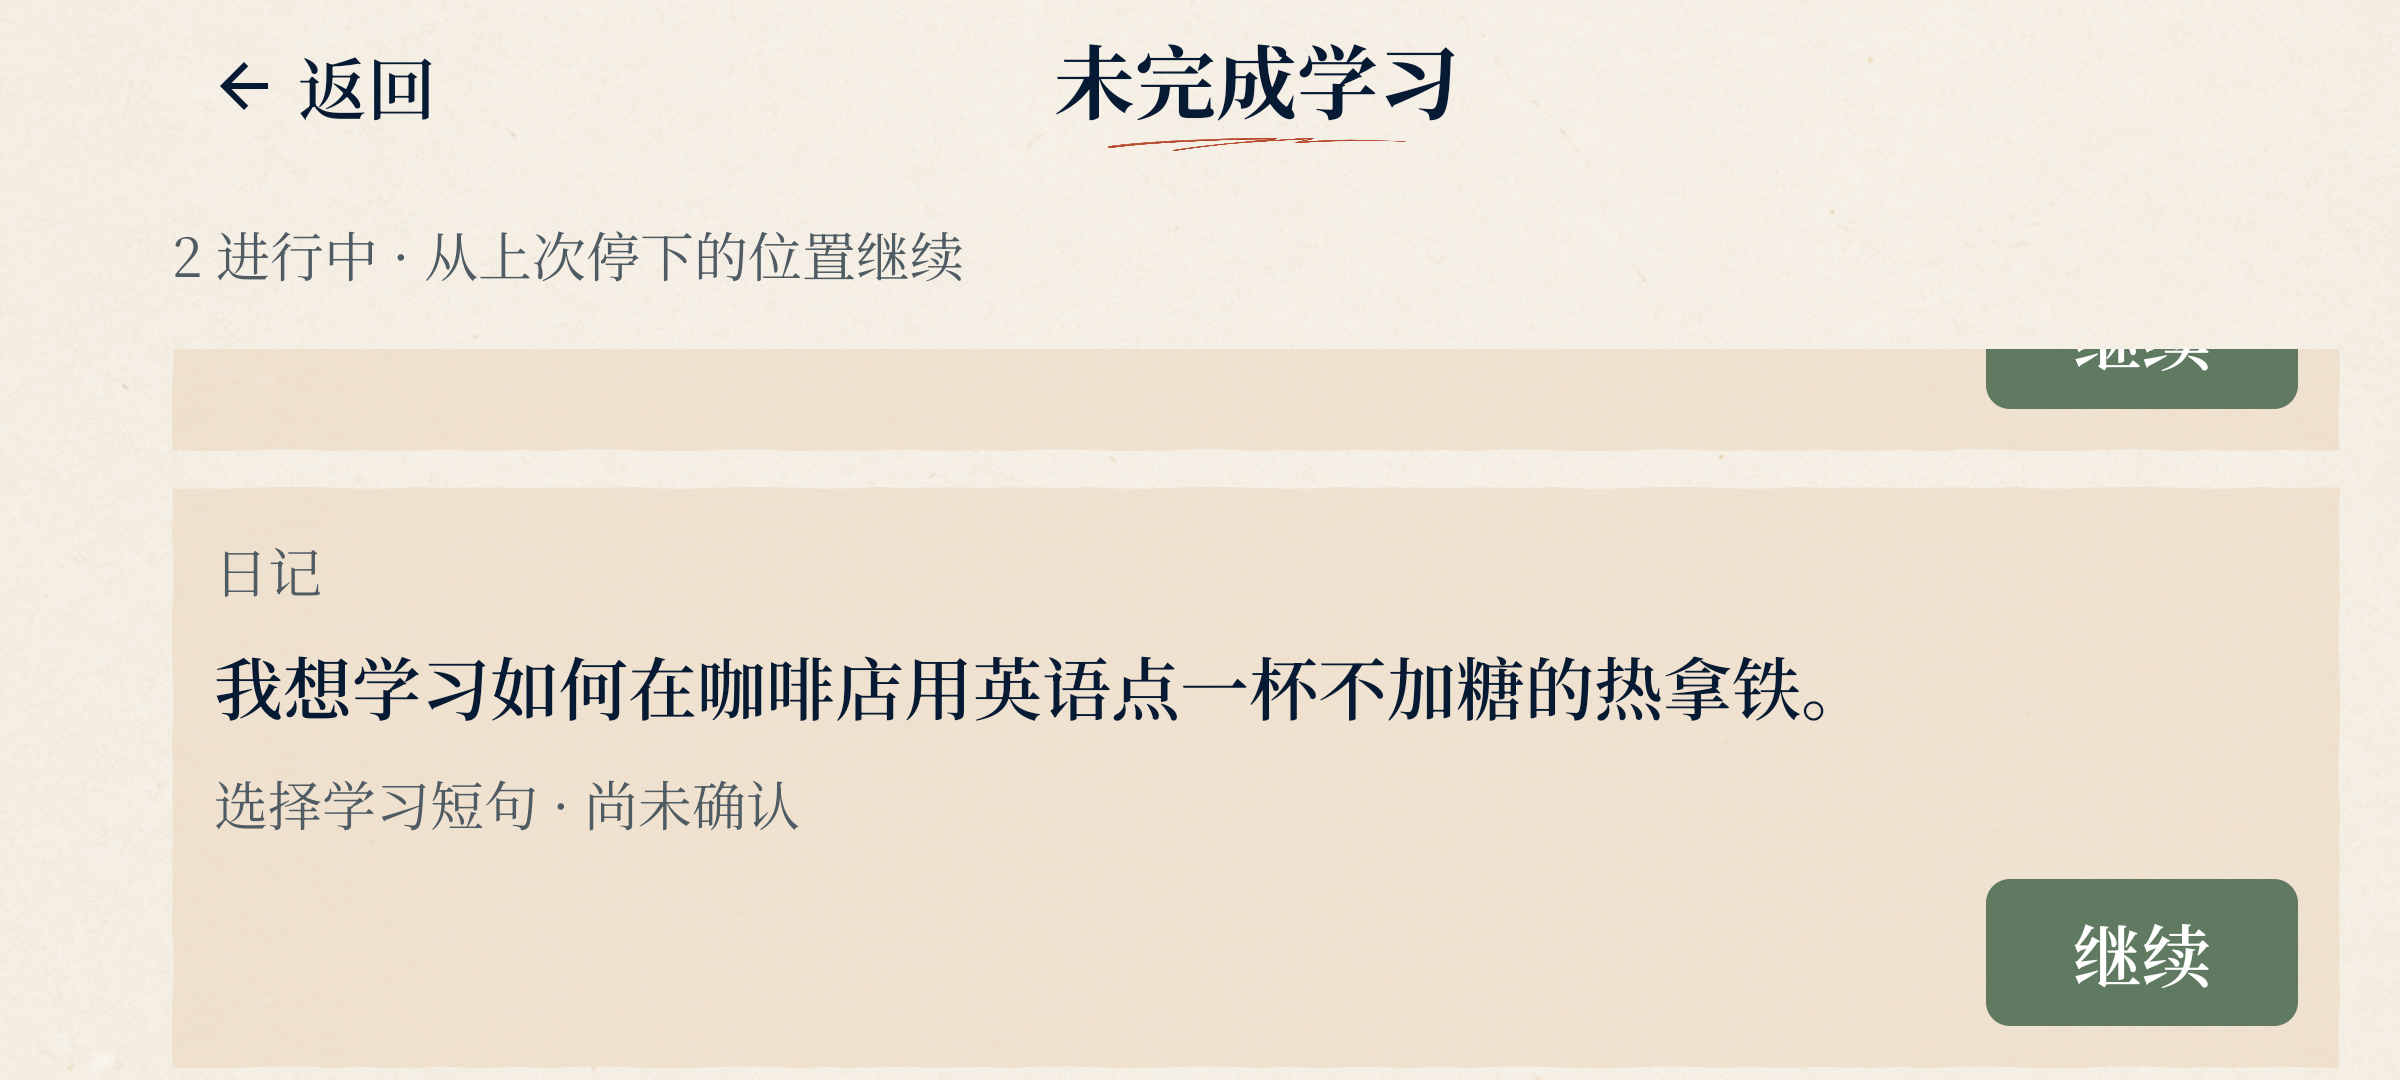 ← 返回
未完成学习
2 进行中 · 从上次停下的位置继续
继续
日记
我想学习如何在咖啡店用英语点一杯不加糖的热拿铁。
选择学习短句 · 尚未确认
继续